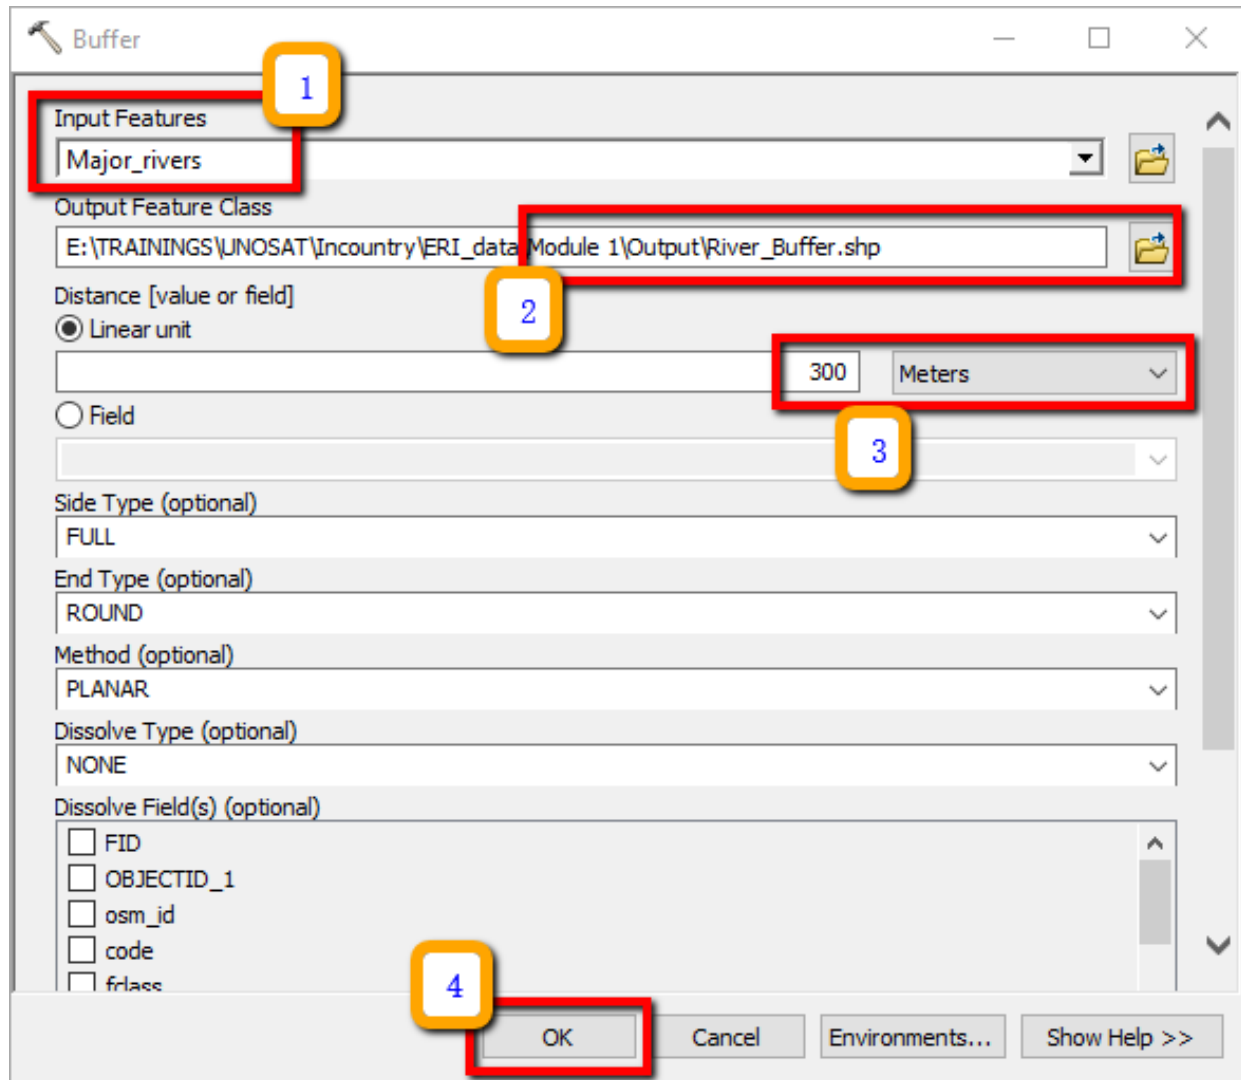 Buffer
1
Input Features
Major_rivers
Output Feature Class
E:\TRAININGS\UNOSAT\Incountry\ERI_data\Module 1\Output\River_Buffer.shp
2
Distance [value or field]
Linear unit
300 Meters
Field
3
Side Type (optional)
FULL
End Type (optional)
ROUND
Method (optional)
PLANAR
Dissolve Type (optional)
NONE
Dissolve Field(s) (optional)
FID
OBJECTID_1
osm_id
code
fclass
4
OK Cancel Environments... Show Help >>